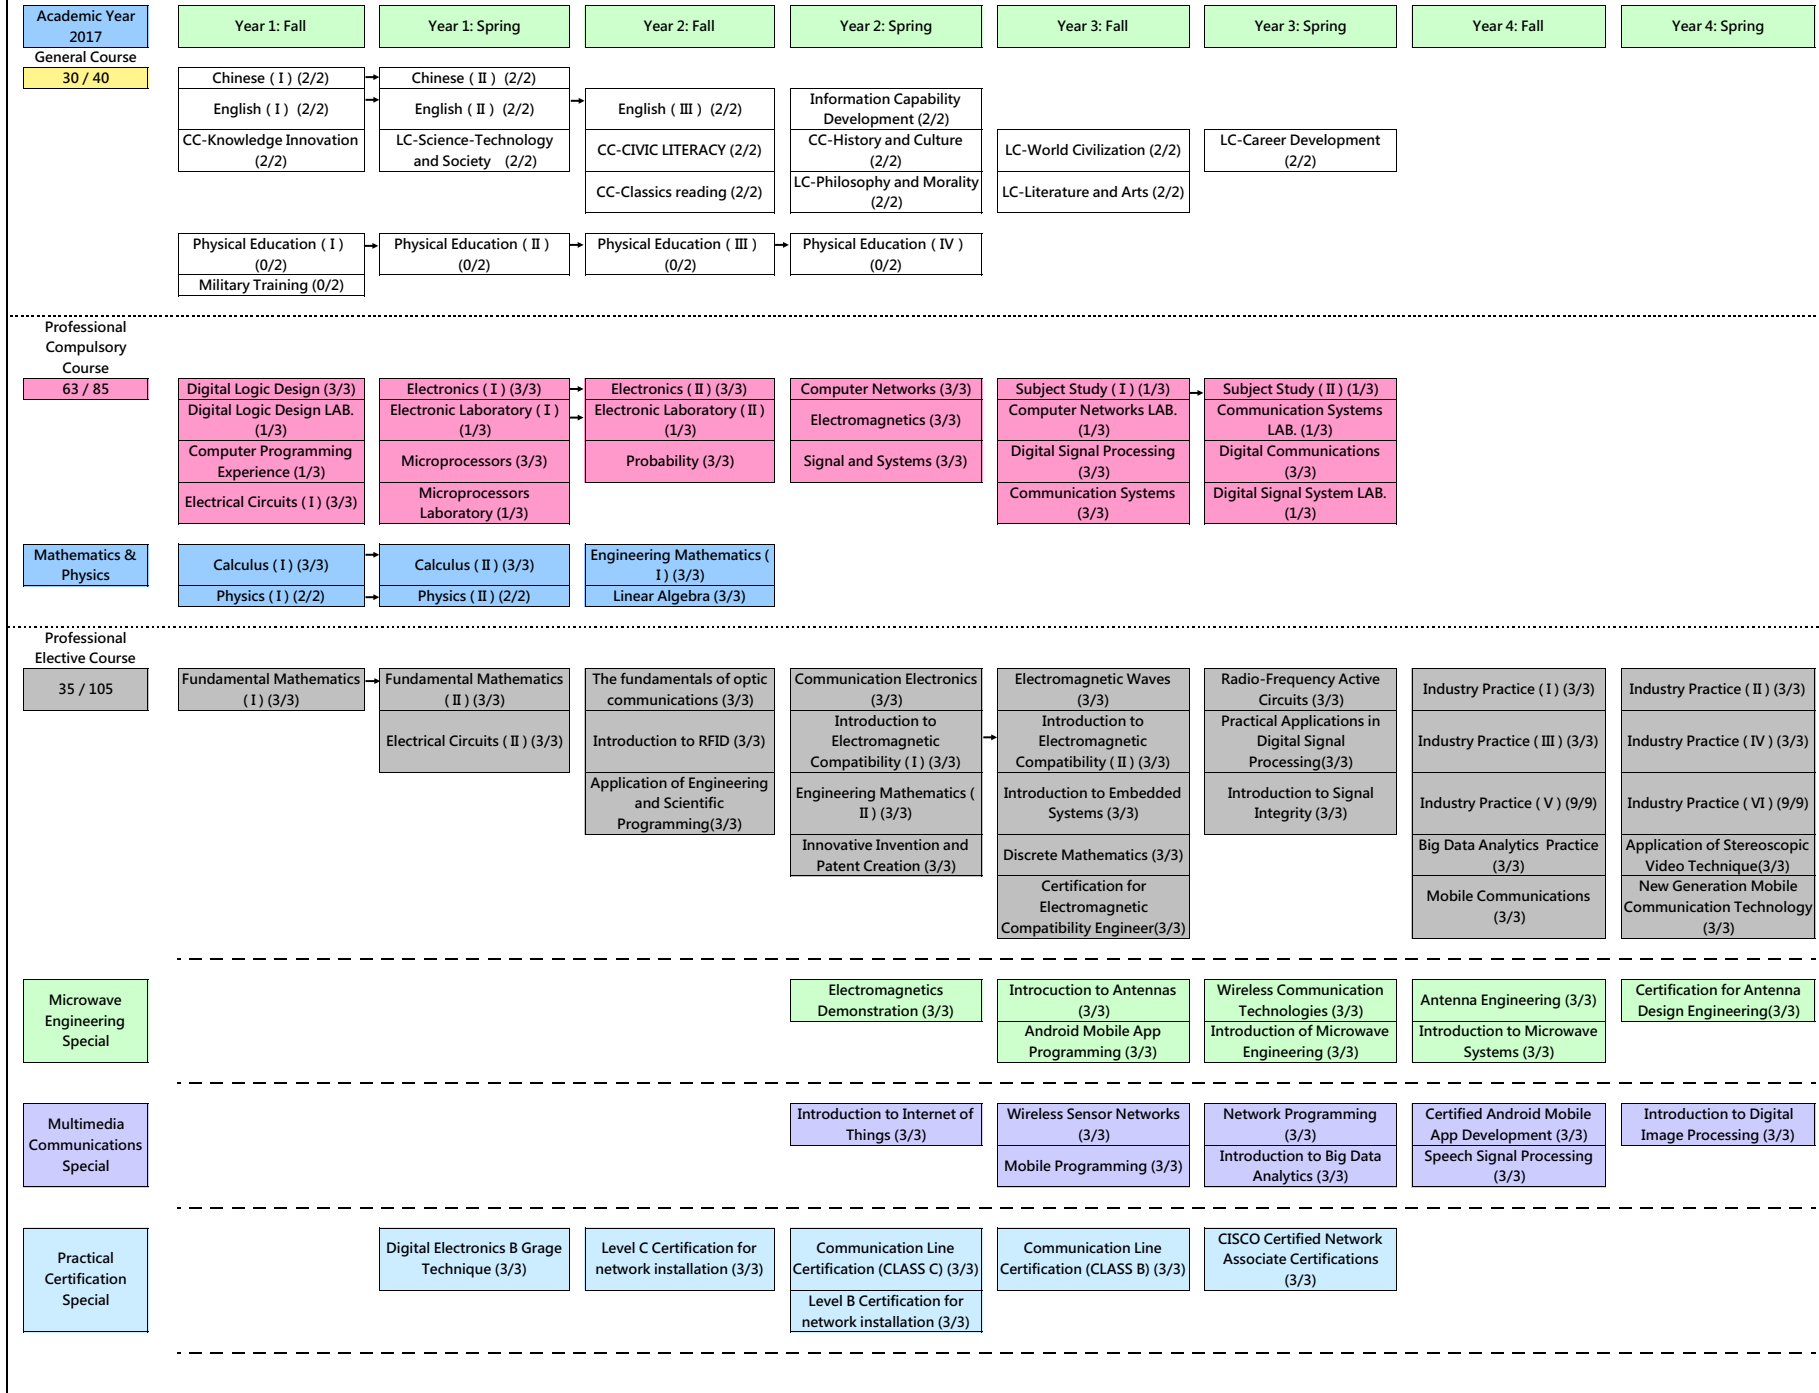 Academic Year
2017
Year 1: Fall
Year 1: Spring
Year 2: Fall
Year 2: Spring
Year 3: Fall
Year 3: Spring
Year 4: Fall
Year 4: Spring
General Course
30 / 40
Chinese ( I ) (2/2)
Chinese ( II ) (2/2)
English ( I ) (2/2)
English ( II ) (2/2)
English ( III ) (2/2)
Information Capability
Development (2/2)
CC-Knowledge Innovation
(2/2)
LC-Science-Technology
and Society (2/2)
CC-CIVIC LITERACY (2/2)
CC-History and Culture
(2/2)
LC-World Civilization (2/2)
LC-Career Development
(2/2)
CC-Classics reading (2/2)
LC-Philosophy and Morality
(2/2)
LC-Literature and Arts (2/2)
Physical Education ( I )
(0/2)
Physical Education ( II )
(0/2)
Physical Education ( III )
(0/2)
Physical Education ( IV )
(0/2)
Military Training (0/2)
Professional
Compulsory
Course
63 / 85
Digital Logic Design (3/3)
Electronics ( I ) (3/3)
Electronics ( II ) (3/3)
Computer Networks (3/3)
Subject Study ( I ) (1/3)
Subject Study ( II ) (1/3)
Digital Logic Design LAB.
(1/3)
Electronic Laboratory ( I )
(1/3)
Electronic Laboratory ( II )
(1/3)
Electromagnetics (3/3)
Computer Networks LAB.
(1/3)
Communication Systems
LAB. (1/3)
Computer Programming
Experience (1/3)
Microprocessors (3/3)
Probability (3/3)
Signal and Systems (3/3)
Digital Signal Processing
(3/3)
Digital Communications
(3/3)
Electrical Circuits ( I ) (3/3)
Microprocessors
Laboratory (1/3)
Communication Systems
(3/3)
Digital Signal System LAB.
(1/3)
Mathematics &
Physics
Calculus ( I ) (3/3)
Calculus ( II ) (3/3)
Engineering Mathematics (
I ) (3/3)
Physics ( I ) (2/2)
Physics ( II ) (2/2)
Linear Algebra (3/3)
Professional
Elective Course
35 / 105
Fundamental Mathematics
( I ) (3/3)
Fundamental Mathematics
( II ) (3/3)
The fundamentals of optic
communications (3/3)
Communication Electronics
(3/3)
Electromagnetic Waves
(3/3)
Radio-Frequency Active
Circuits (3/3)
Industry Practice ( I ) (3/3)
Industry Practice ( II ) (3/3)
Electrical Circuits ( II ) (3/3)
Introduction to RFID (3/3)
Introduction to
Electromagnetic
Compatibility ( I ) (3/3)
Introduction to
Electromagnetic
Compatibility ( II ) (3/3)
Practical Applications in
Digital Signal
Processing(3/3)
Industry Practice ( III ) (3/3)
Industry Practice ( IV ) (3/3)
Application of Engineering
and Scientific
Programming(3/3)
Engineering Mathematics (
II ) (3/3)
Introduction to Embedded
Systems (3/3)
Introduction to Signal
Integrity (3/3)
Industry Practice ( V ) (9/9)
Industry Practice ( VI ) (9/9)
Innovative Invention and
Patent Creation (3/3)
Discrete Mathematics (3/3)
Big Data Analytics Practice
(3/3)
Application of Stereoscopic
Video Technique(3/3)
Certification for
Electromagnetic
Compatibility Engineer(3/3)
Mobile Communications
(3/3)
New Generation Mobile
Communication Technology
(3/3)
Microwave
Engineering
Special
Electromagnetics
Demonstration (3/3)
Introcuction to Antennas
(3/3)
Wireless Communication
Technologies (3/3)
Antenna Engineering (3/3)
Certification for Antenna
Design Engineering(3/3)
Android Mobile App
Programming (3/3)
Introduction of Microwave
Engineering (3/3)
Introduction to Microwave
Systems (3/3)
Multimedia
Communications
Special
Introduction to Internet of
Things (3/3)
Wireless Sensor Networks
(3/3)
Network Programming
(3/3)
Certified Android Mobile
App Development (3/3)
Introduction to Digital
Image Processing (3/3)
Mobile Programming (3/3)
Introduction to Big Data
Analytics (3/3)
Speech Signal Processing
(3/3)
Practical
Certification
Special
Digital Electronics B Grage
Technique (3/3)
Level C Certification for
network installation (3/3)
Communication Line
Certification (CLASS C) (3/3)
Communication Line
Certification (CLASS B) (3/3)
CISCO Certified Network
Associate Certifications
(3/3)
Level B Certification for
network installation (3/3)